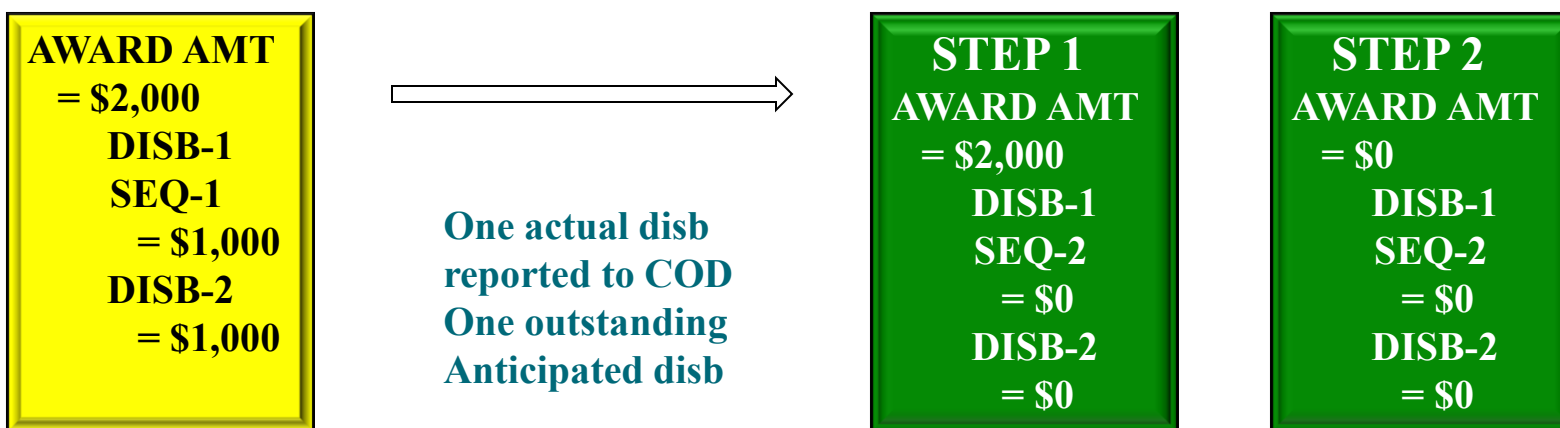 AWARD AMT
= $2,000
DISB-1
SEQ-1
= $1,000
DISB-2
= $1,000
One actual disb
reported to COD
One outstanding
Anticipated disb
STEP 1
AWARD AMT
= $2,000
DISB-1
SEQ-2
= $0
DISB-2
= $0
STEP 2
AWARD AMT
= $0
DISB-1
SEQ-2
= $0
DISB-2
= $0